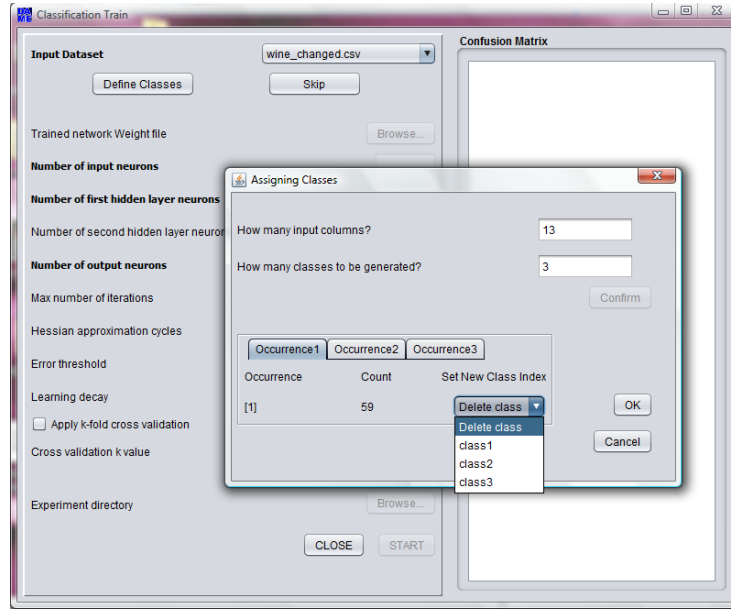 Classification Train
Input Dataset
wine_changed.csv
Define Classes
Skip
Trained network Weight file
Browse...
Number of input neurons
Number of first hidden layer neurons
Number of second hidden layer neuron
Number of output neurons
Max number of iterations
Hessian approximation cycles
Error threshold
Learning decay
Apply k-fold cross validation
Cross validation k value
Experiment directory
Browse...
CLOSE
START
Confusion Matrix
Assigning Classes
How many input columns?
13
How many classes to be generated?
3
Confirm
Occurrence1
Occurrence2
Occurrence3
Occurrence
Count
Set New Class Index
[1]
59
Delete class
Delete class
class1
class2
class3
OK
Cancel